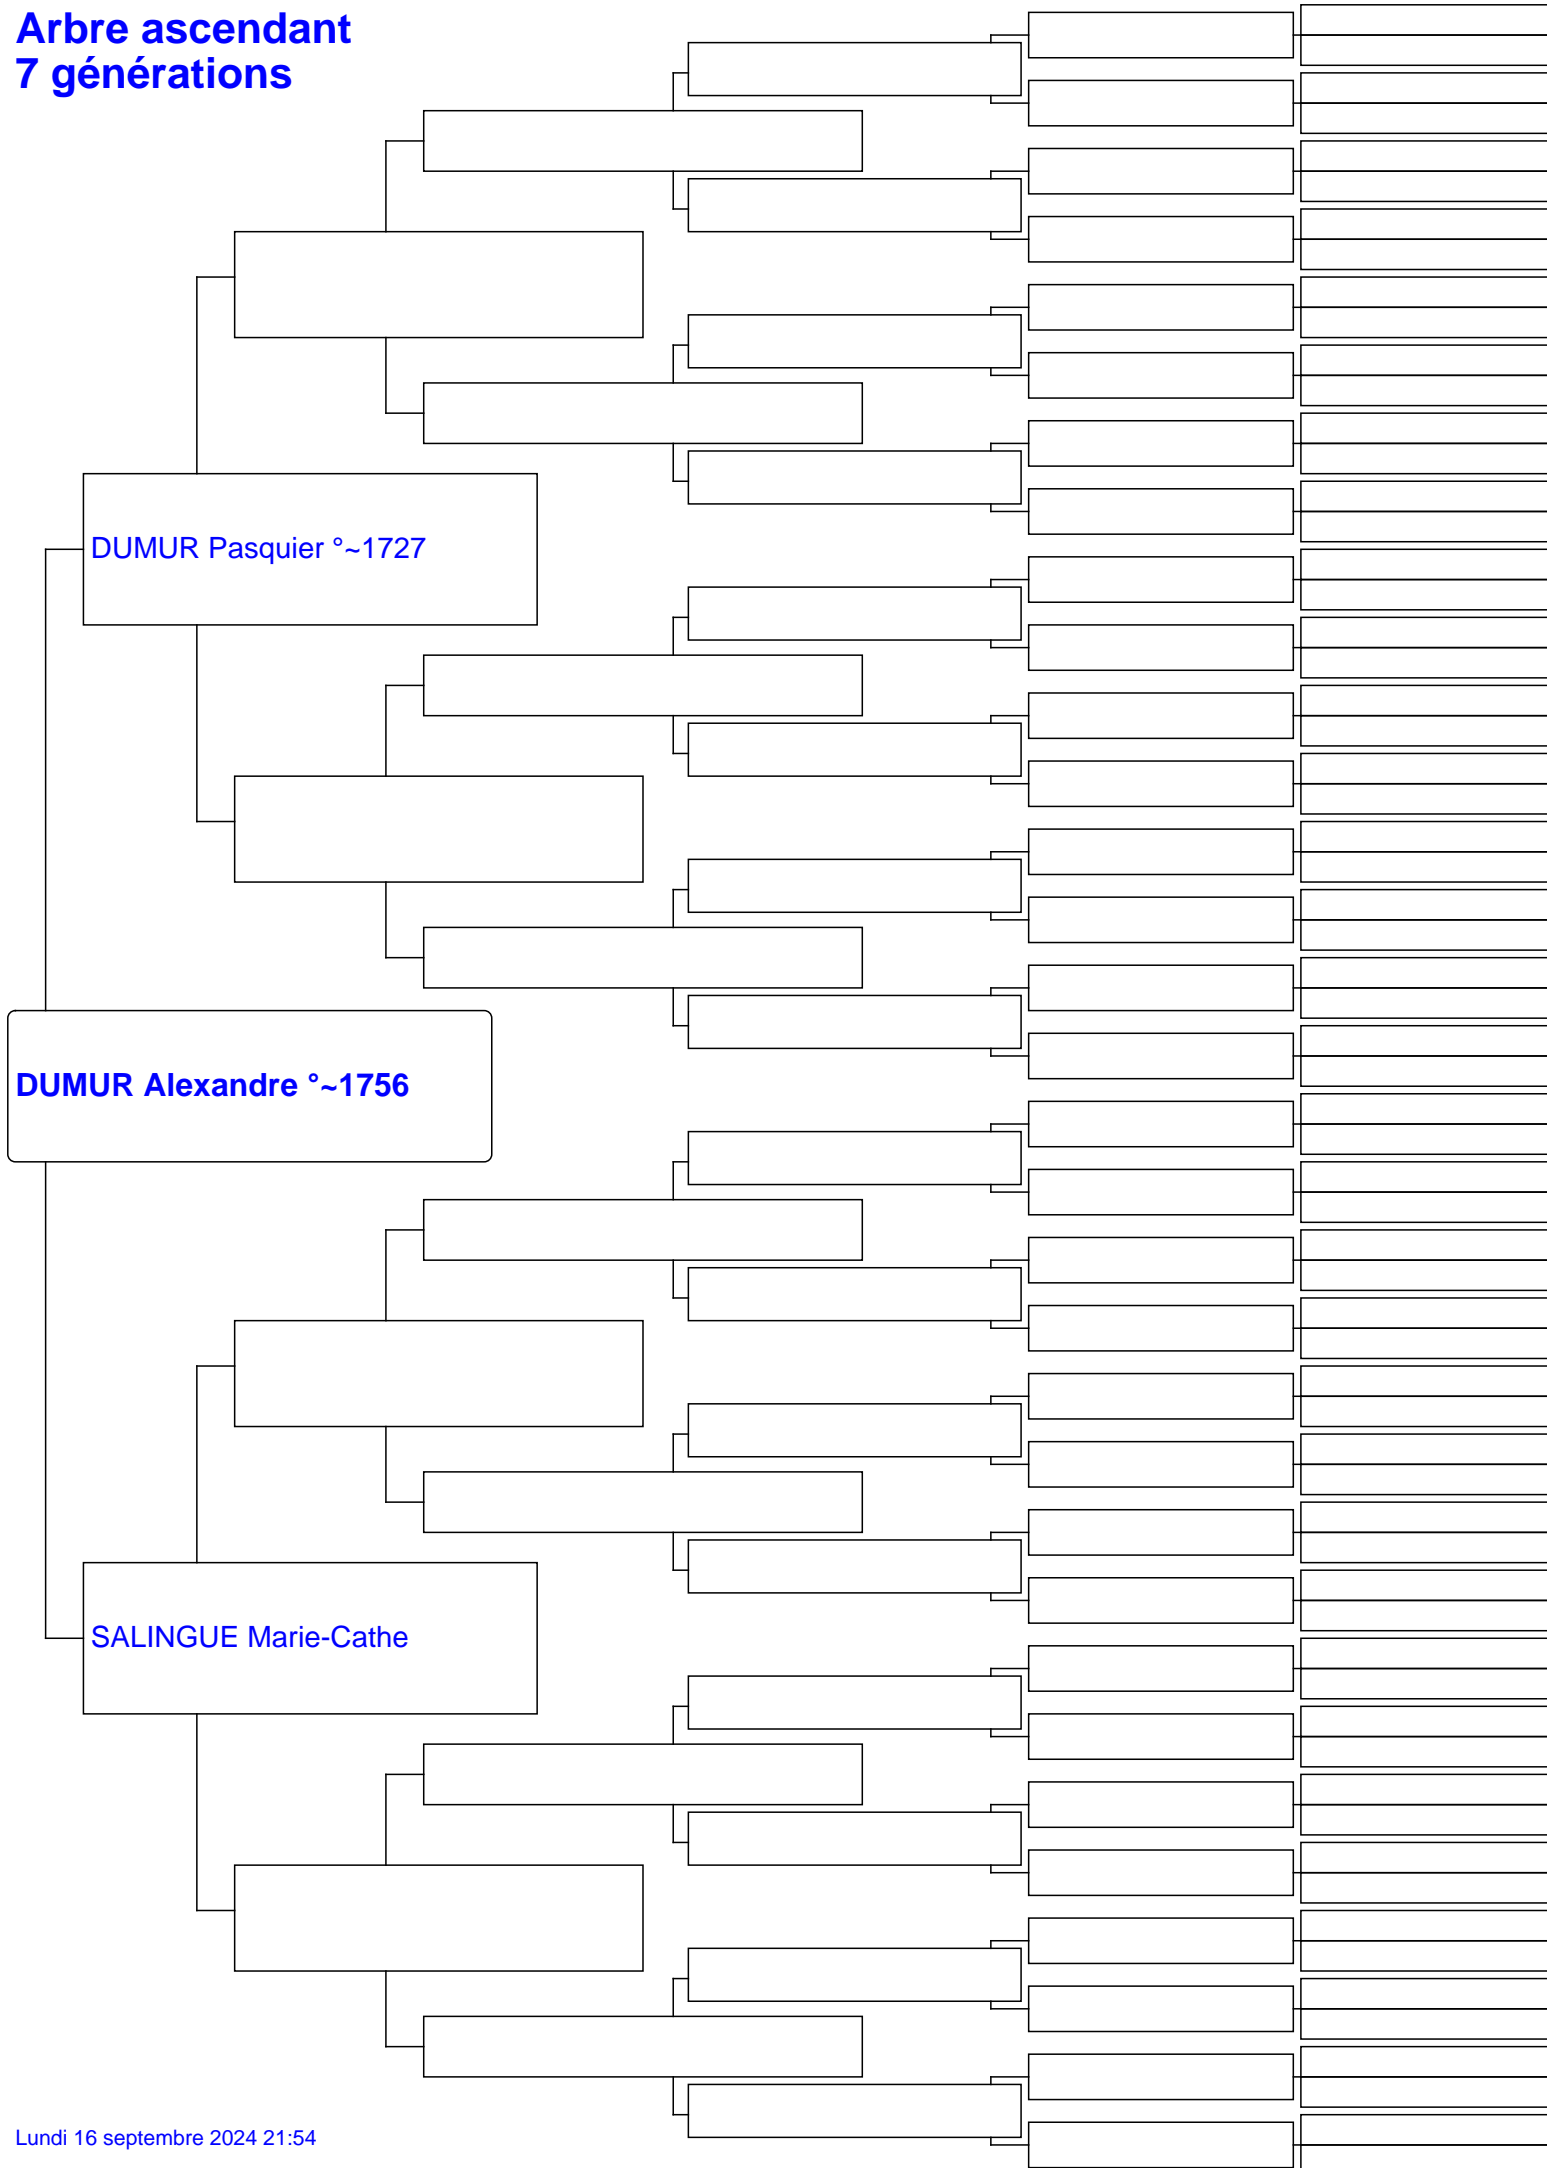 Arbre ascendant
7 générations
DUMUR Pasquier °~1727
DUMUR Alexandre °~1756
SALINGUE Marie-Cathe
Lundi 16 septembre 2024 21:54